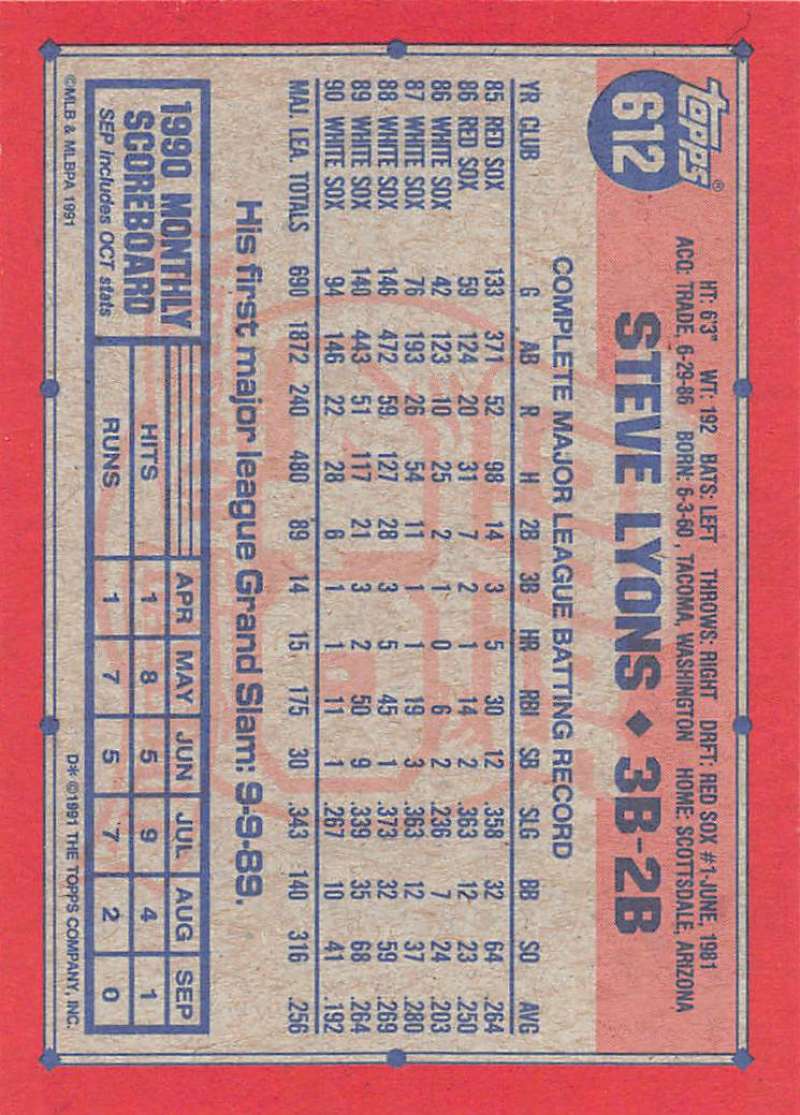 Topps®
612
HT: 6'3" WT: 192 BATS: LEFT THROWS: RIGHT DRFT: RED SOX #1-JUNE, 1981
ACQ: TRADE, 6-29-86 BORN: 6-3-60, TACOMA, WASHINGTON HOME: SCOTTSDALE, ARIZONA
STEVE LYONS ♦ 3B-2B
COMPLETE MAJOR LEAGUE BATTING RECORD
YR CLUB G AB R H 2B 3B HR RBI SB SLG BB SO AVG
85 RED SOX 133 371 52 98 14 3 5 30 12 .358 32 64 .264
86 RED SOX 59 124 20 31 7 2 1 14 2 .363 12 23 .250
86 WHITE SOX 42 123 10 25 2 1 0 6 2 .236 7 24 .203
87 WHITE SOX 76 193 26 54 11 1 1 19 3 .363 12 37 .280
88 WHITE SOX 146 472 59 127 28 3 5 45 1 .373 32 59 .269
89 WHITE SOX 140 443 51 117 21 3 2 50 9 .339 35 68 .264
90 WHITE SOX 94 146 22 28 6 1 1 11 1 .267 10 41 .192
MAJ. LEA. TOTALS 690 1872 240 480 89 14 15 175 30 .343 140 316 .256
His first major league Grand Slam: 9-9-89.
1990 MONTHLY
SCOREBOARD
SEP includes OCT stats
APR MAY JUN JUL AUG SEP
HITS 1 8 5 9 4 1
RUNS 1 7 5 7 2 0
©MLB & MLBPA 1991
D* ©1991 THE TOPPS COMPANY, INC.